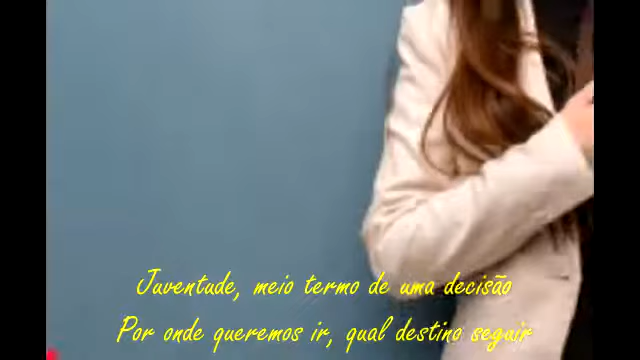 Juventude, meio termo de uma decisão
Por onde queremos ir, qual destino seguir